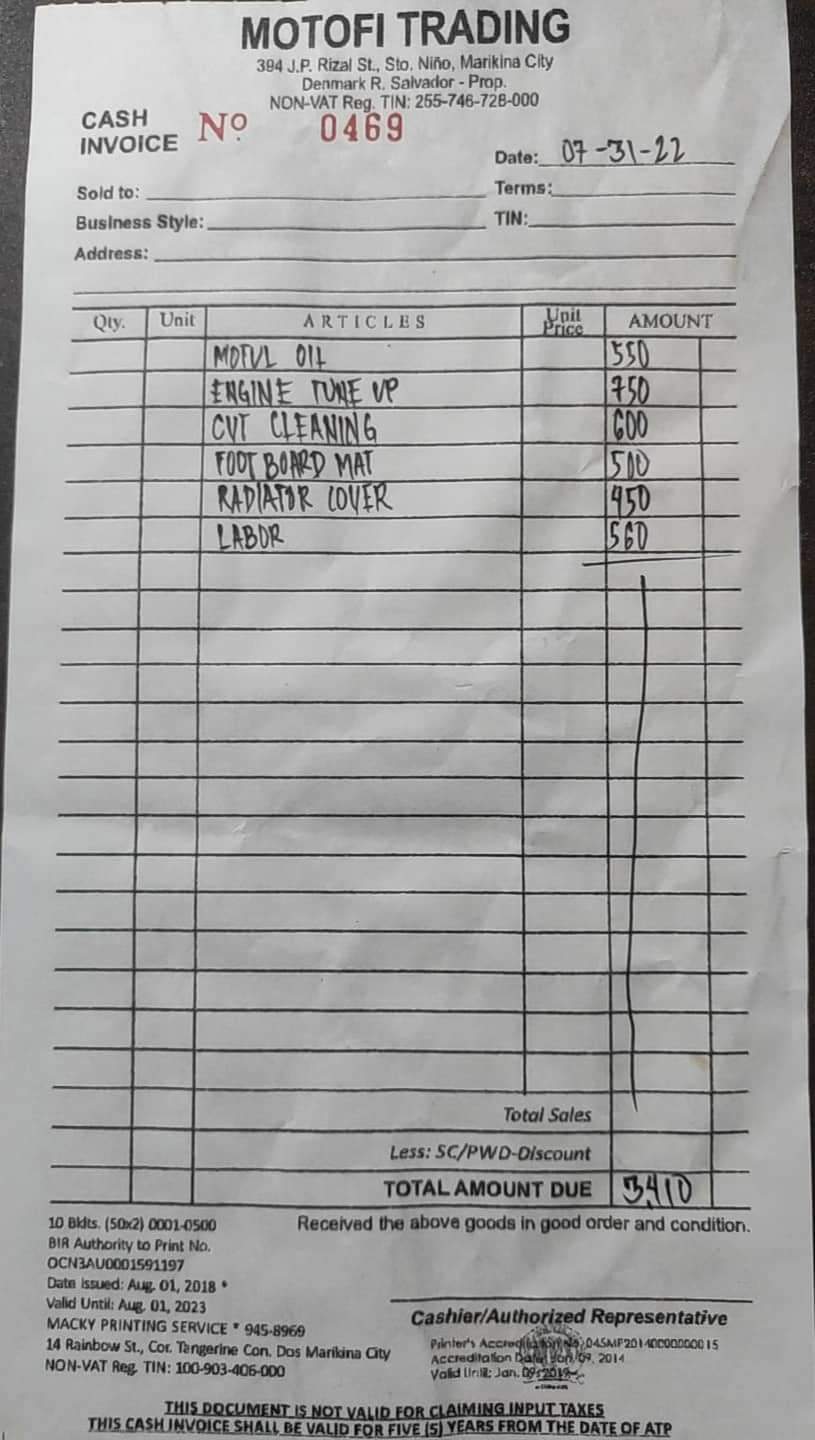 MOTOFI TRADING
394 J.P. Rizal St., Sto. Niño, Marikina City
Denmark R. Salvador - Prop.
NON-VAT Reg. TIN: 255-746-728-000
CASH INVOICE Nº 0469
Date: 07-31-22
Sold to: Terms:
Business Style: TIN:
Address:
Qty. Unit ARTICLES Unit Price AMOUNT
MOTUL OIL 550
ENGINE TUNE UP 750
CVT CLEANING 600
FOOT BOARD MAT 500
RADIATOR COVER 450
LABOR 560
Total Sales
Less: SC/PWD-Discount
TOTAL AMOUNT DUE 3,410
10 Bklts. (50x2) 0001-0500
BIR Authority to Print No.
OCN3AU0001591197
Date Issued: Aug. 01, 2018 *
Valid Until: Aug. 01, 2023
MACKY PRINTING SERVICE * 945-8969
14 Rainbow St., Cor. Tangerine Con. Dos Marikina City
NON-VAT Reg. TIN: 100-903-406-000
Received the above goods in good order and condition.
Cashier/Authorized Representative
Printer's Accreditation No.
Accreditation Date: Jan. 09, 2014
Valid Until: Jan. 09, 2019
THIS DOCUMENT IS NOT VALID FOR CLAIMING INPUT TAXES
THIS CASH INVOICE SHALL BE VALID FOR FIVE (5) YEARS FROM THE DATE OF ATP